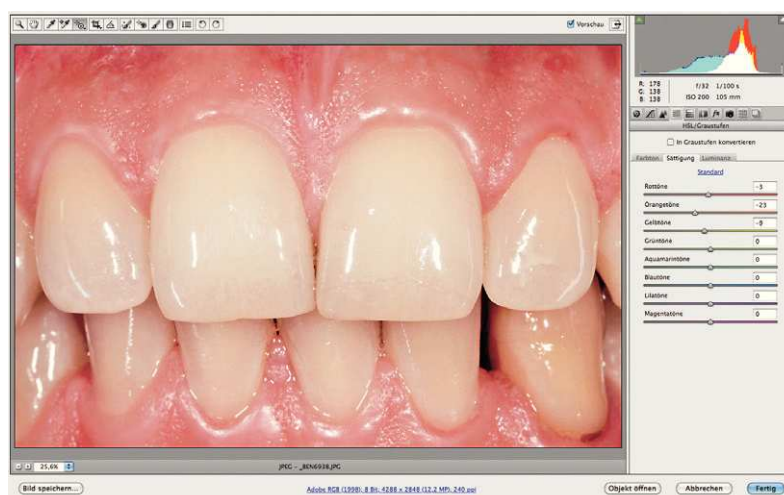 Vorschau
R: 178
G: 138
B: 138
f/32 1/100 s
ISO 200 105 mm
HSL/Graustufen
In Graustufen konvertieren
Farbton Sättigung Luminanz
Standard
Rottöne -3
Orangetöne -23
Gelbtöne -9
Grüntöne 0
Aquamarintöne 0
Blautöne 0
Lilatöne 0
Magentatöne 0
25,6% JPEG – _BEN6938.JPG
Bild speichern... Adobe RGB (1998); 8 Bit; 4288 x 2848 (12,2 MP); 240 ppi Objekt öffnen Abbrechen Fertig